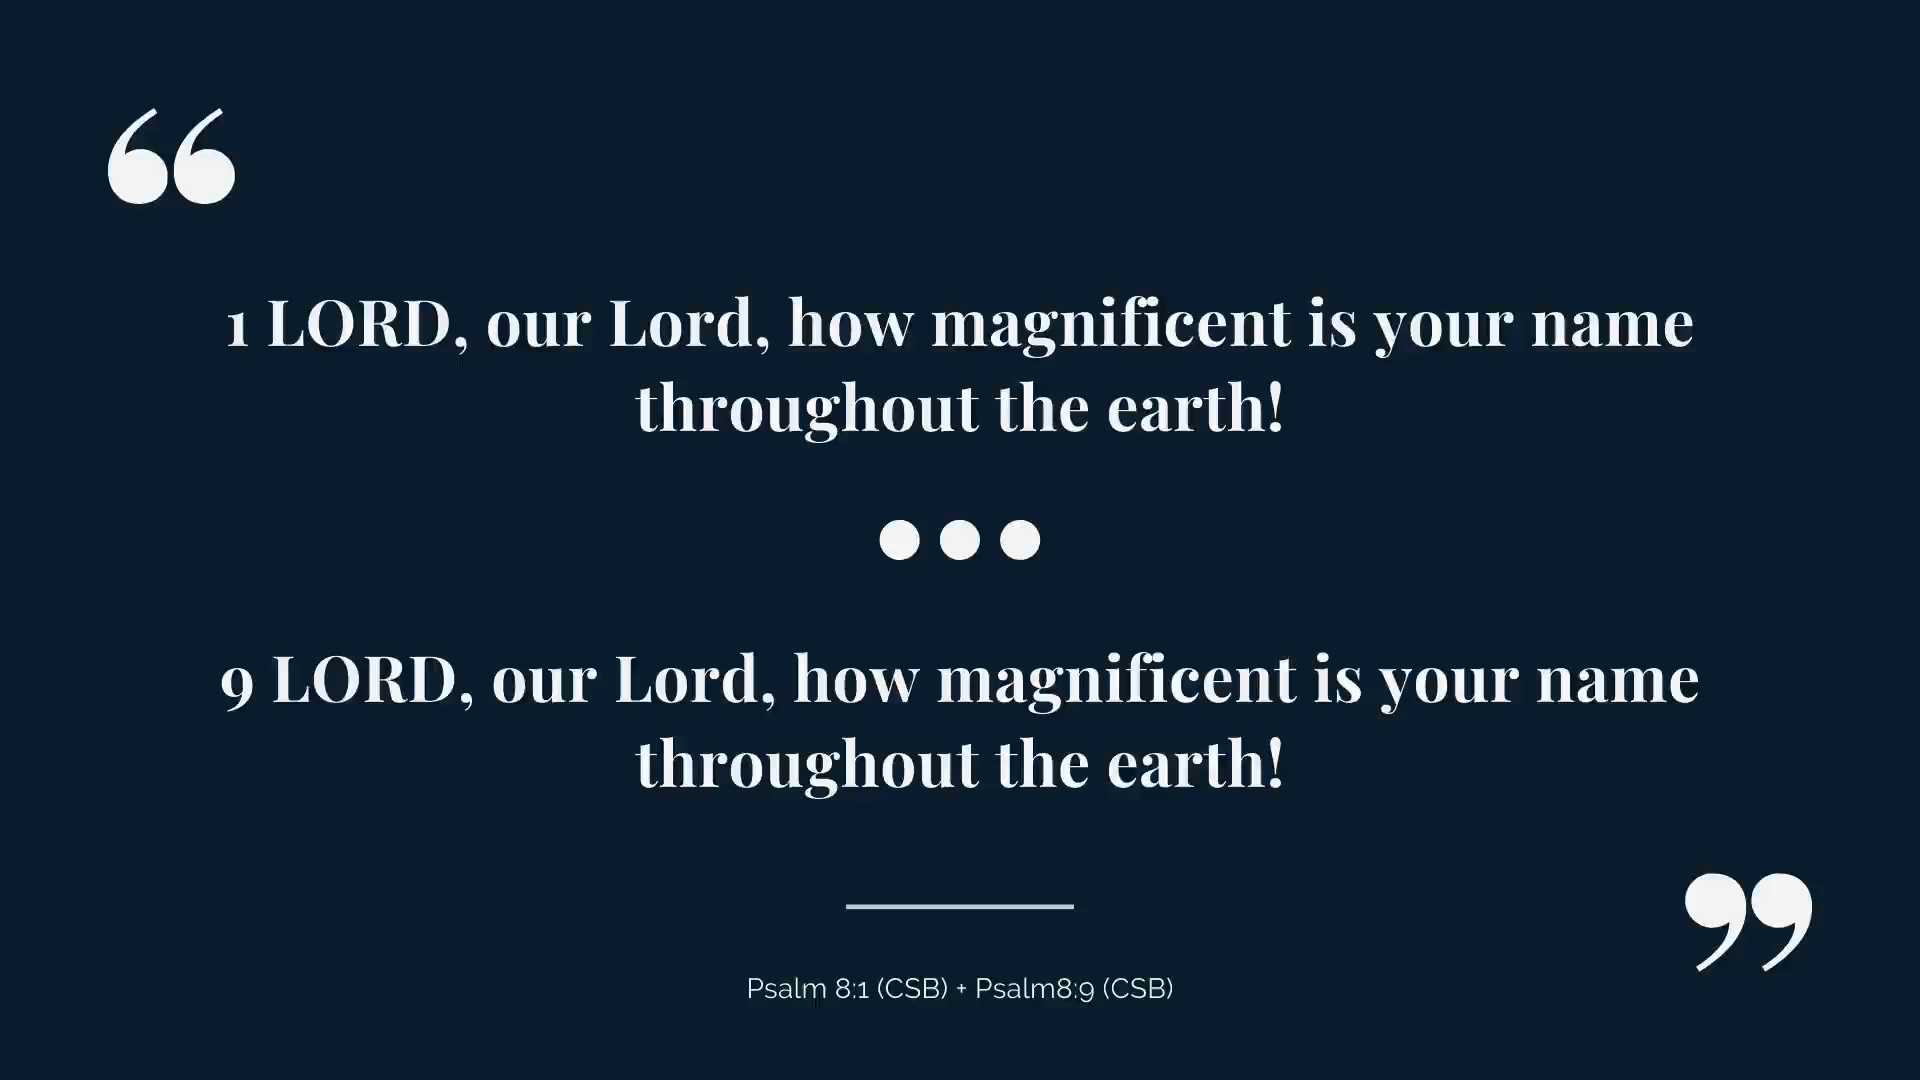 “
1 LORD, our Lord, how magnificent is your name
throughout the earth!
•••
9 LORD, our Lord, how magnificent is your name
throughout the earth!
”
Psalm 8:1 (CSB) + Psalm8:9 (CSB)